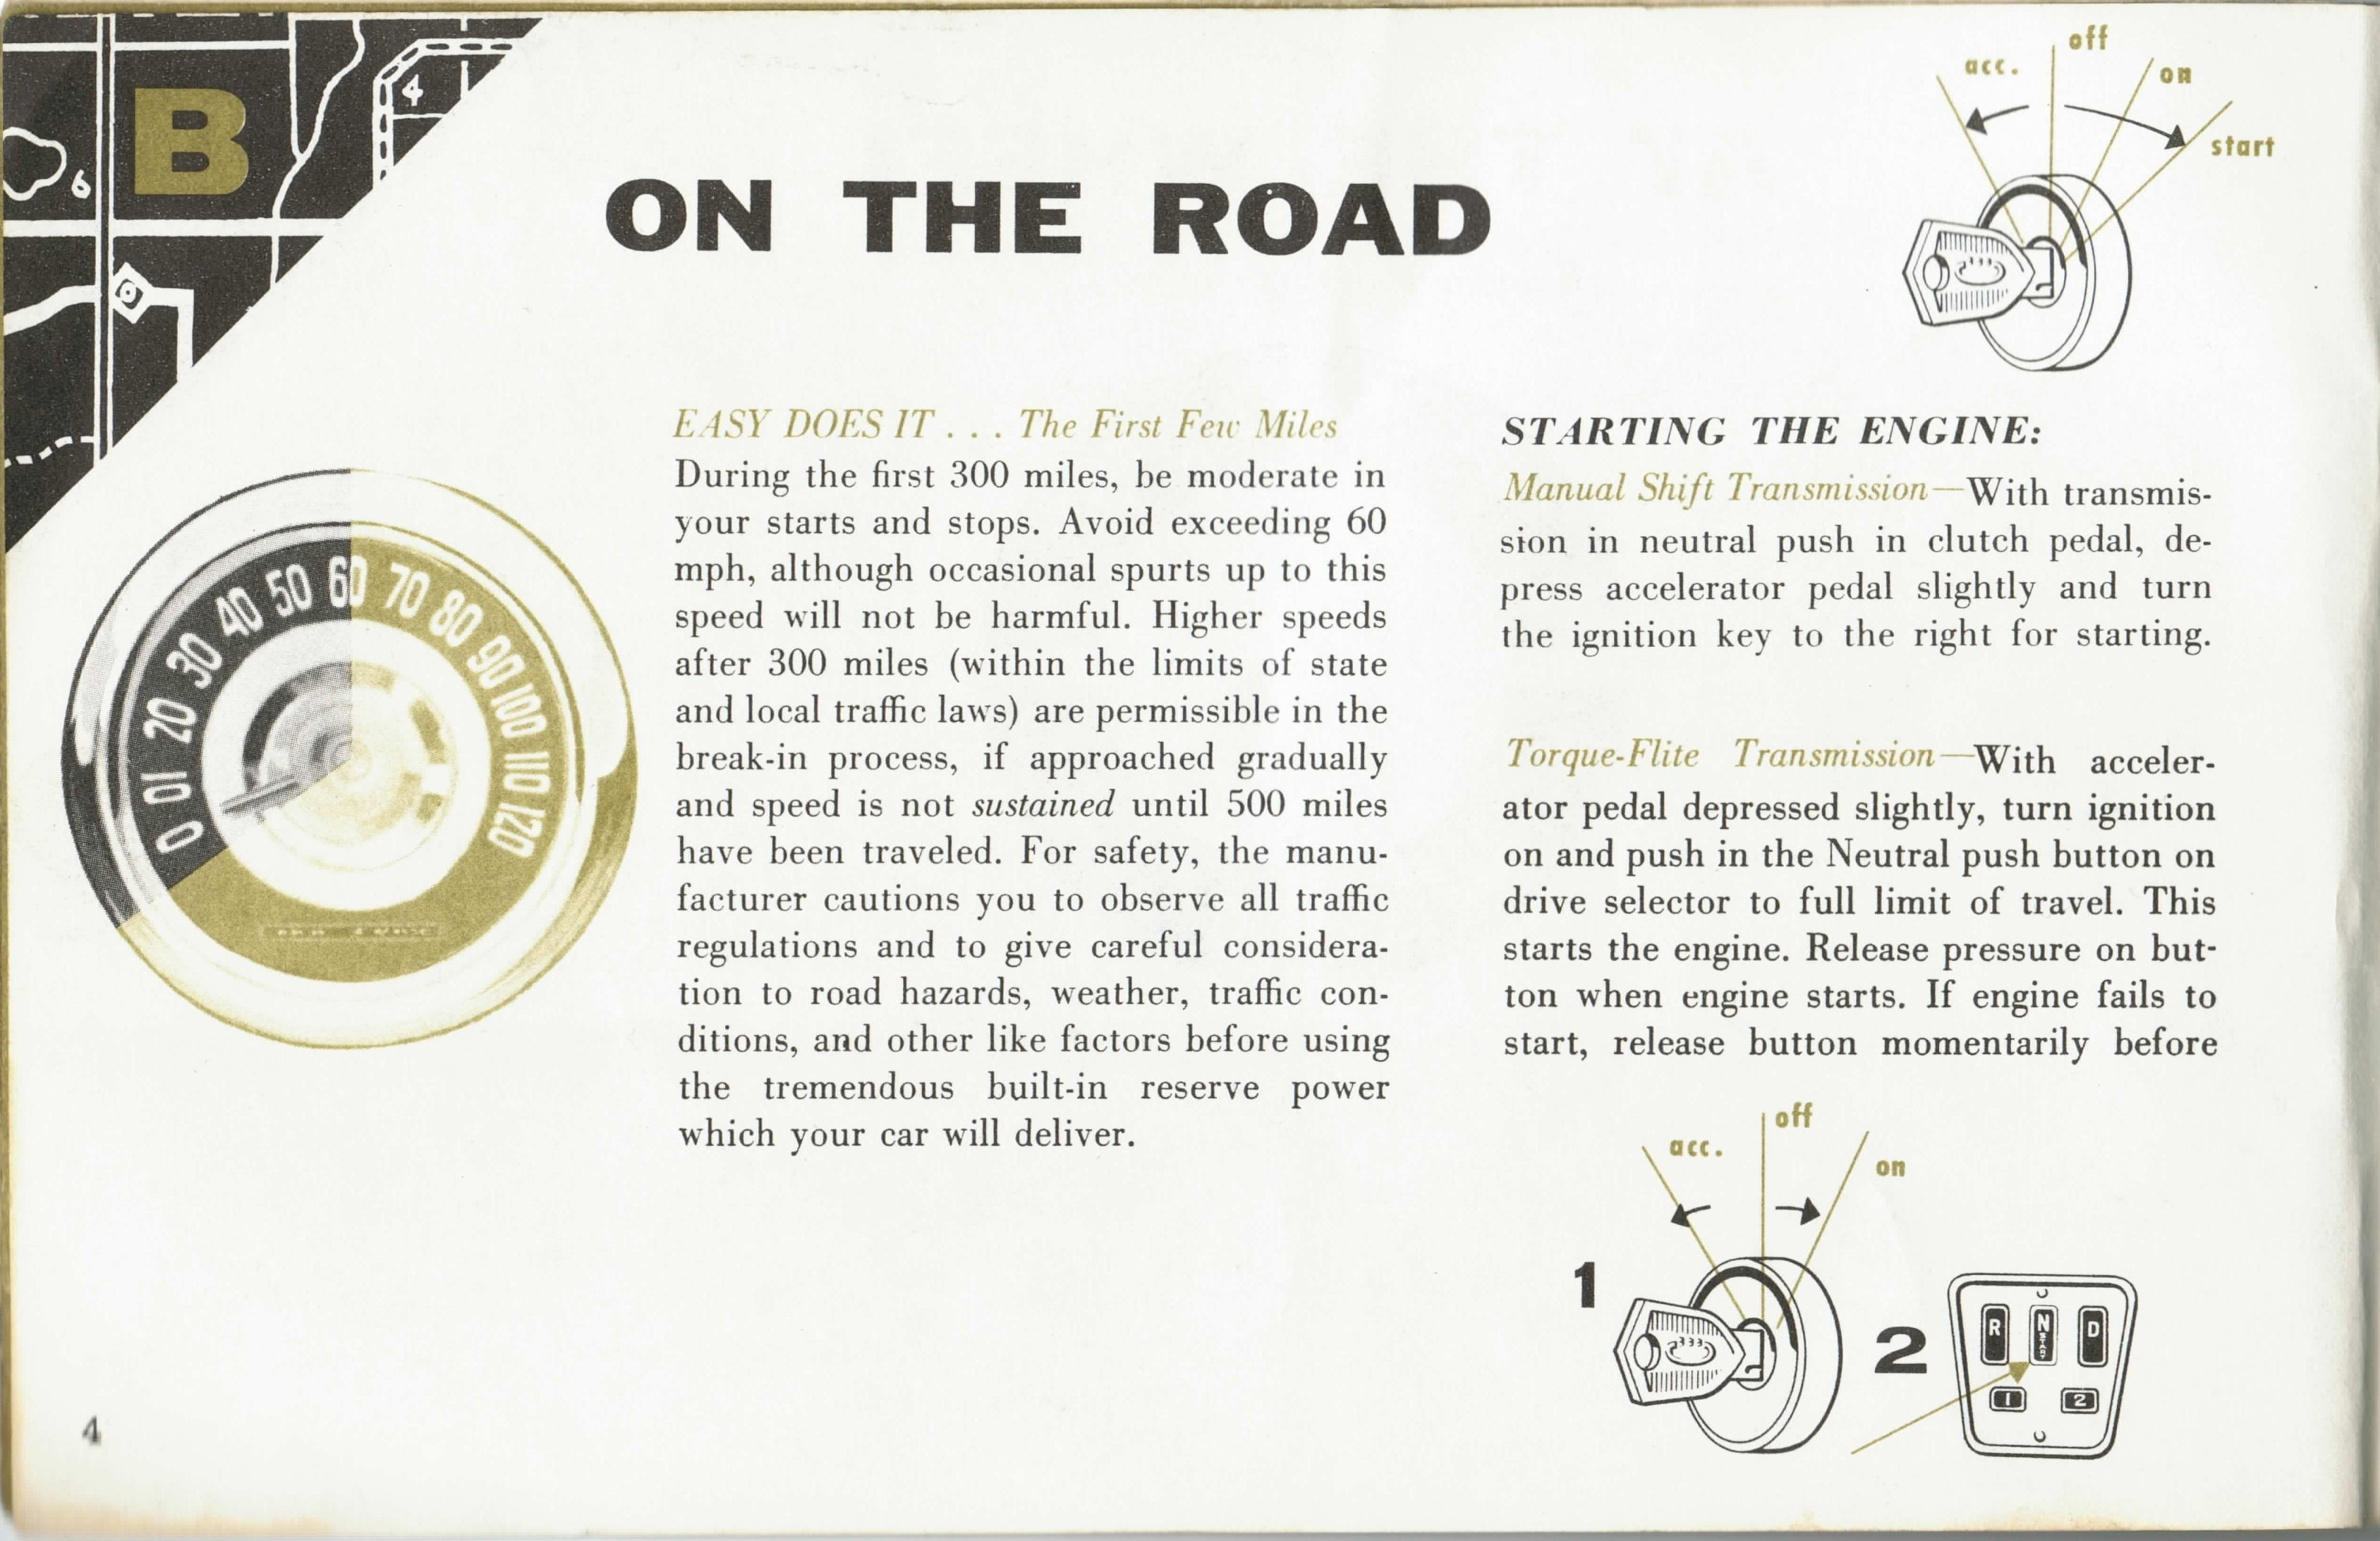 B
4
6
ON THE ROAD
acc.
off
on
start
0 10 20 30 40 50 60 70 80 90 100 110 120
EASY DOES IT . . . The First Few Miles
During the first 300 miles, be moderate in
your starts and stops. Avoid exceeding 60
mph, although occasional spurts up to this
speed will not be harmful. Higher speeds
after 300 miles (within the limits of state
and local traffic laws) are permissible in the
break-in process, if approached gradually
and speed is not sustained until 500 miles
have been traveled. For safety, the manu-
facturer cautions you to observe all traffic
regulations and to give careful considera-
tion to road hazards, weather, traffic con-
ditions, and other like factors before using
the tremendous built-in reserve power
which your car will deliver.
STARTING THE ENGINE:
Manual Shift Transmission—With transmis-
sion in neutral push in clutch pedal, de-
press accelerator pedal slightly and turn
the ignition key to the right for starting.
Torque-Flite Transmission—With acceler-
ator pedal depressed slightly, turn ignition
on and push in the Neutral push button on
drive selector to full limit of travel. This
starts the engine. Release pressure on but-
ton when engine starts. If engine fails to
start, release button momentarily before
acc.
off
on
1
2
R
N
START
D
1
2
4